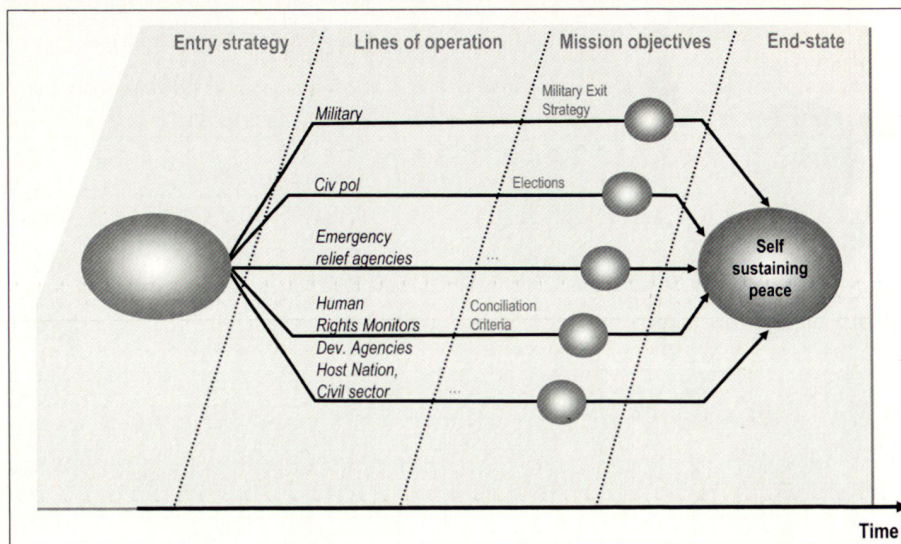 Entry strategy
Lines of operation
Mission objectives
End-state
Military
Military Exit
Strategy
Civ pol
Elections
Emergency
relief agencies
...
Self
sustaining
peace
Human
Rights Monitors
Conciliation
Criteria
Dev. Agencies
Host Nation,
Civil sector
...
Time